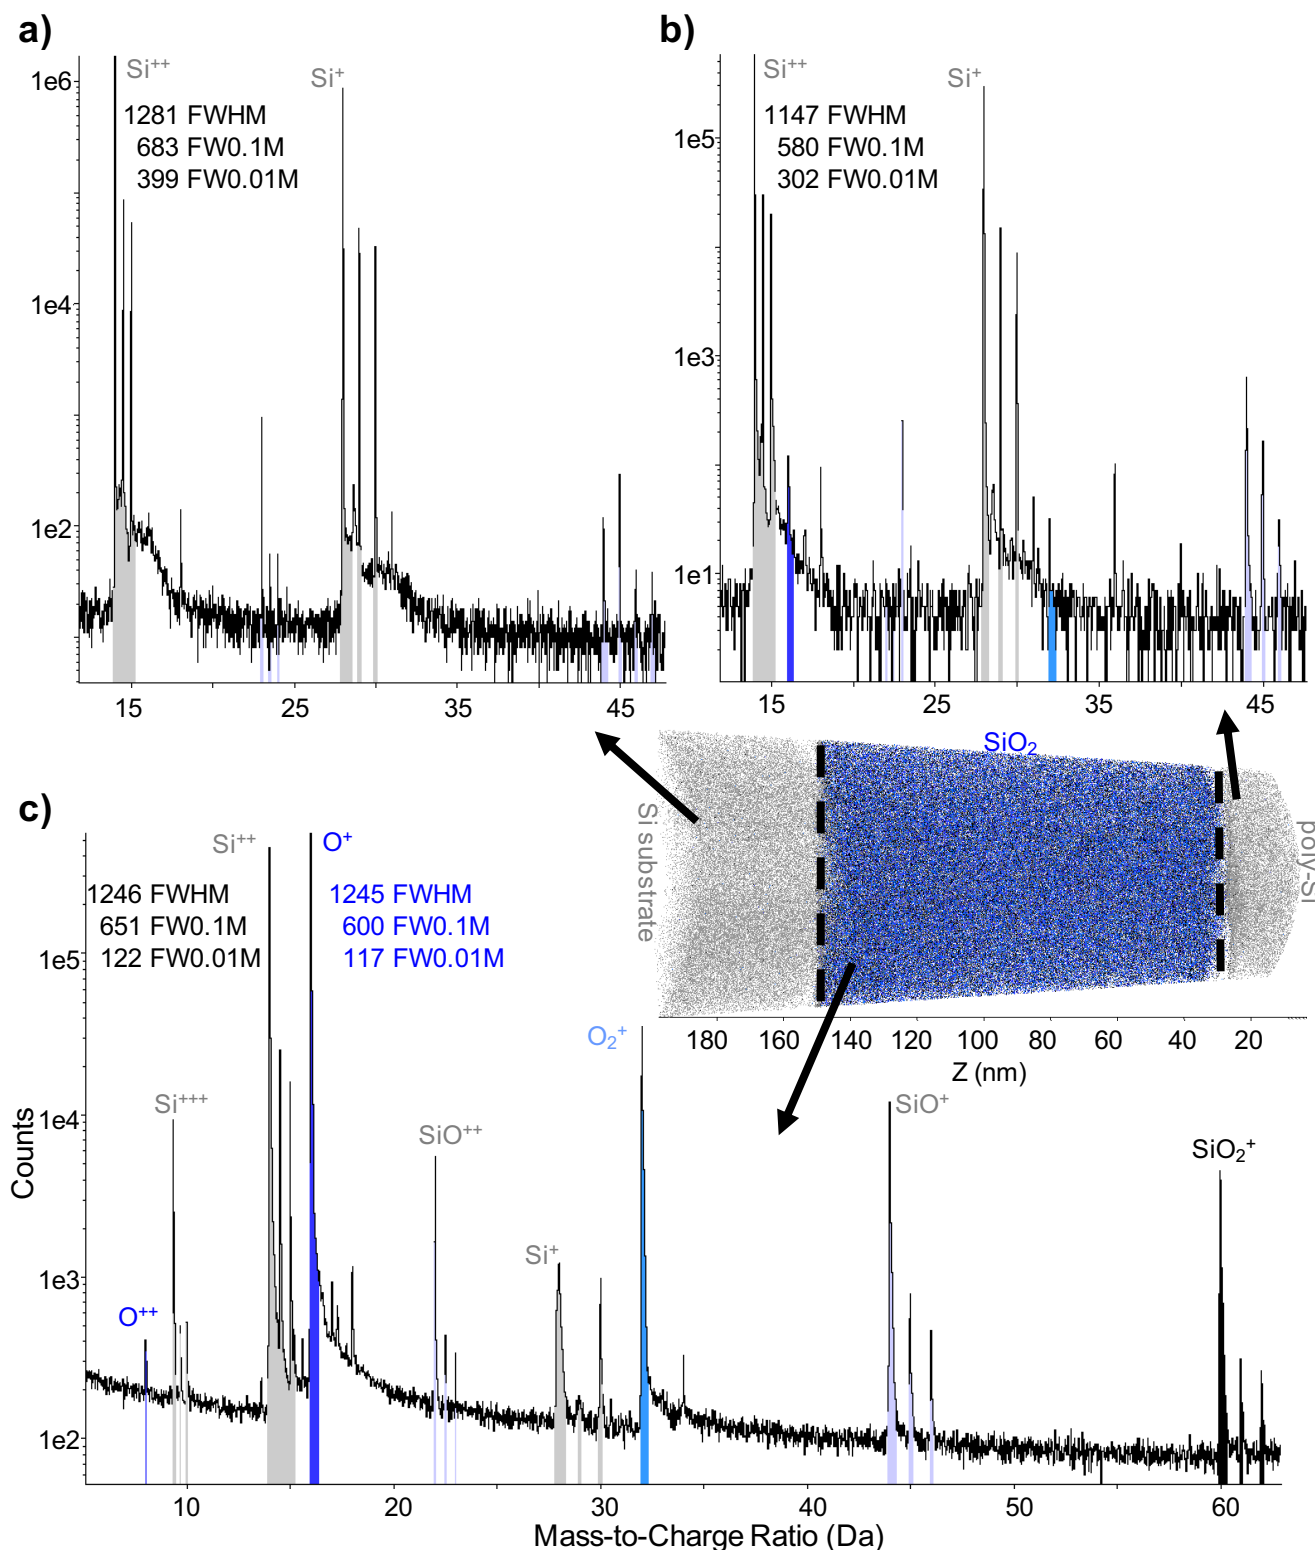 a)
Si++
Si+
1281 FWHM
683 FW0.1M
399 FW0.01M
1e6
1e4
1e2
15 25 35 45
b)
Si++
Si+
1147 FWHM
580 FW0.1M
302 FW0.01M
1e5
1e3
1e1
15 25 35 45
SiO2
Si substrate
poly-Si
180 160 140 120 100 80 60 40 20
Z (nm)
c)
Si++
O+
1246 FWHM
651 FW0.1M
122 FW0.01M
1245 FWHM
600 FW0.1M
117 FW0.01M
O2+
Si+++
SiO++
SiO+
SiO2+
Si+
O++
1e5
1e4
1e3
1e2
Counts
10 20 30 40 50 60
Mass-to-Charge Ratio (Da)